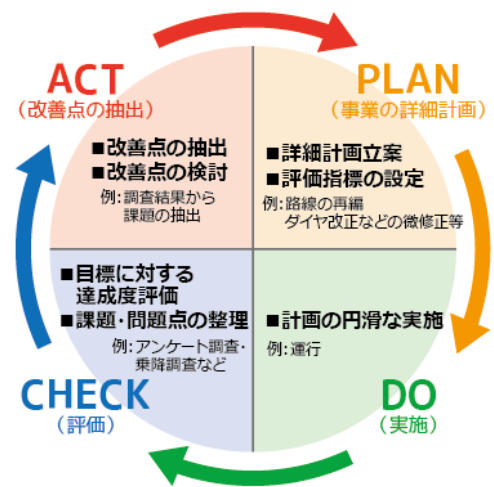 ACT
（改善点の抽出）
■改善点の抽出
■改善点の検討
例：調査結果から
課題の抽出
PLAN
（事業の詳細計画）
■詳細計画立案
■評価指標の設定
例：路線の再編
ダイヤ改正などの微修正等
■目標に対する
達成度評価
■課題・問題点の整理
例：アンケート調査・
乗降調査など
CHECK
（評価）
■計画の円滑な実施
例：運行
DO
（実施）